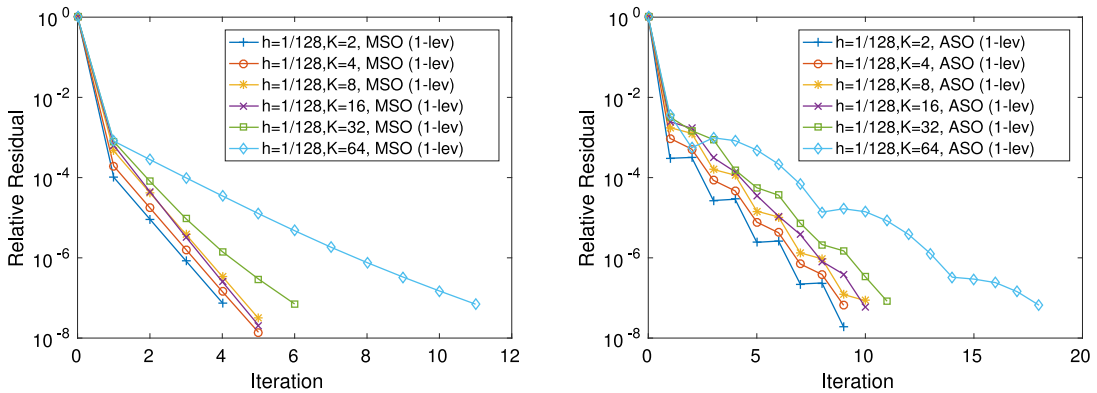 10^0
10^-2
10^-4
10^-6
10^-8
Relative Residual
0 2 4 6 8 10 12
Iteration
h=1/128,K=2, MSO (1-lev)
h=1/128,K=4, MSO (1-lev)
h=1/128,K=8, MSO (1-lev)
h=1/128,K=16, MSO (1-lev)
h=1/128,K=32, MSO (1-lev)
h=1/128,K=64, MSO (1-lev)
10^0
10^-2
10^-4
10^-6
10^-8
Relative Residual
0 5 10 15 20
Iteration
h=1/128,K=2, ASO (1-lev)
h=1/128,K=4, ASO (1-lev)
h=1/128,K=8, ASO (1-lev)
h=1/128,K=16, ASO (1-lev)
h=1/128,K=32, ASO (1-lev)
h=1/128,K=64, ASO (1-lev)